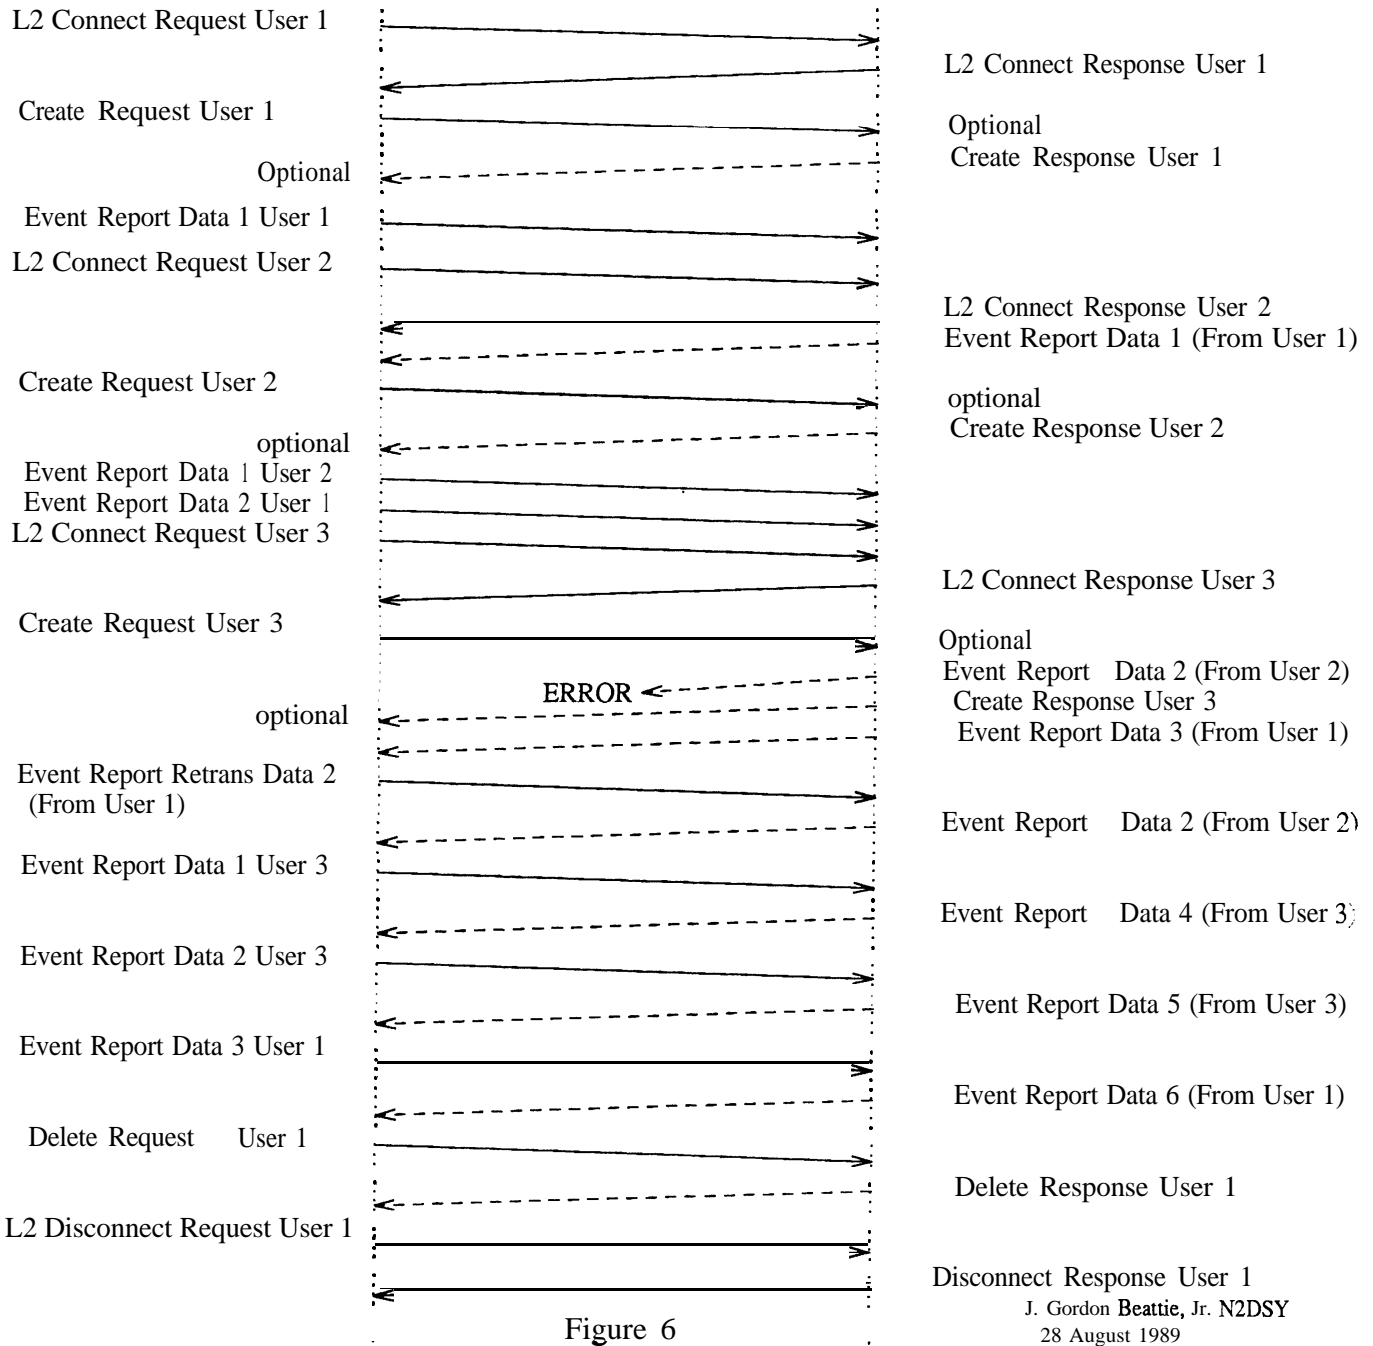 L2 Connect Request User 1
L2 Connect Response User 1
Create Request User 1
Optional
Create Response User 1
Optional
Event Report Data 1 User 1
L2 Connect Request User 2
L2 Connect Response User 2
Event Report Data 1 (From User 1)
Create Request User 2
optional
Create Response User 2
optional
Event Report Data 1 User 2
Event Report Data 2 User 1
L2 Connect Request User 3
L2 Connect Response User 3
Create Request User 3
Optional
Event Report Data 2 (From User 2)
ERROR
Create Response User 3
optional
Event Report Data 3 (From User 1)
Event Report Retrans Data 2
(From User 1)
Event Report Data 2 (From User 2)
Event Report Data 1 User 3
Event Report Data 4 (From User 3)
Event Report Data 2 User 3
Event Report Data 5 (From User 3)
Event Report Data 3 User 1
Event Report Data 6 (From User 1)
Delete Request User 1
Delete Response User 1
L2 Disconnect Request User 1
Disconnect Response User 1
J. Gordon Beattie, Jr. N2DSY
28 August 1989
Figure 6